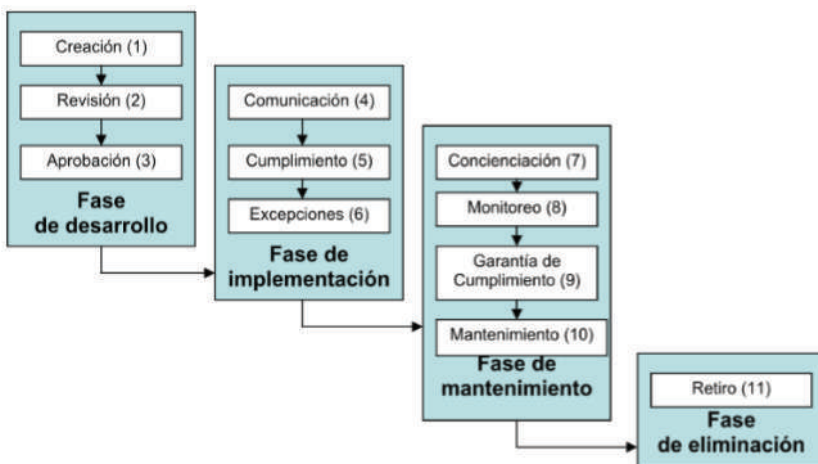 Creación (1)
Revisión (2)
Aprobación (3)
Fase
de desarrollo
Comunicación (4)
Cumplimiento (5)
Excepciones (6)
Fase de
implementación
Concienciación (7)
Monitoreo (8)
Garantía de
Cumplimiento (9)
Mantenimiento (10)
Fase de
mantenimiento
Retiro (11)
Fase
de eliminación